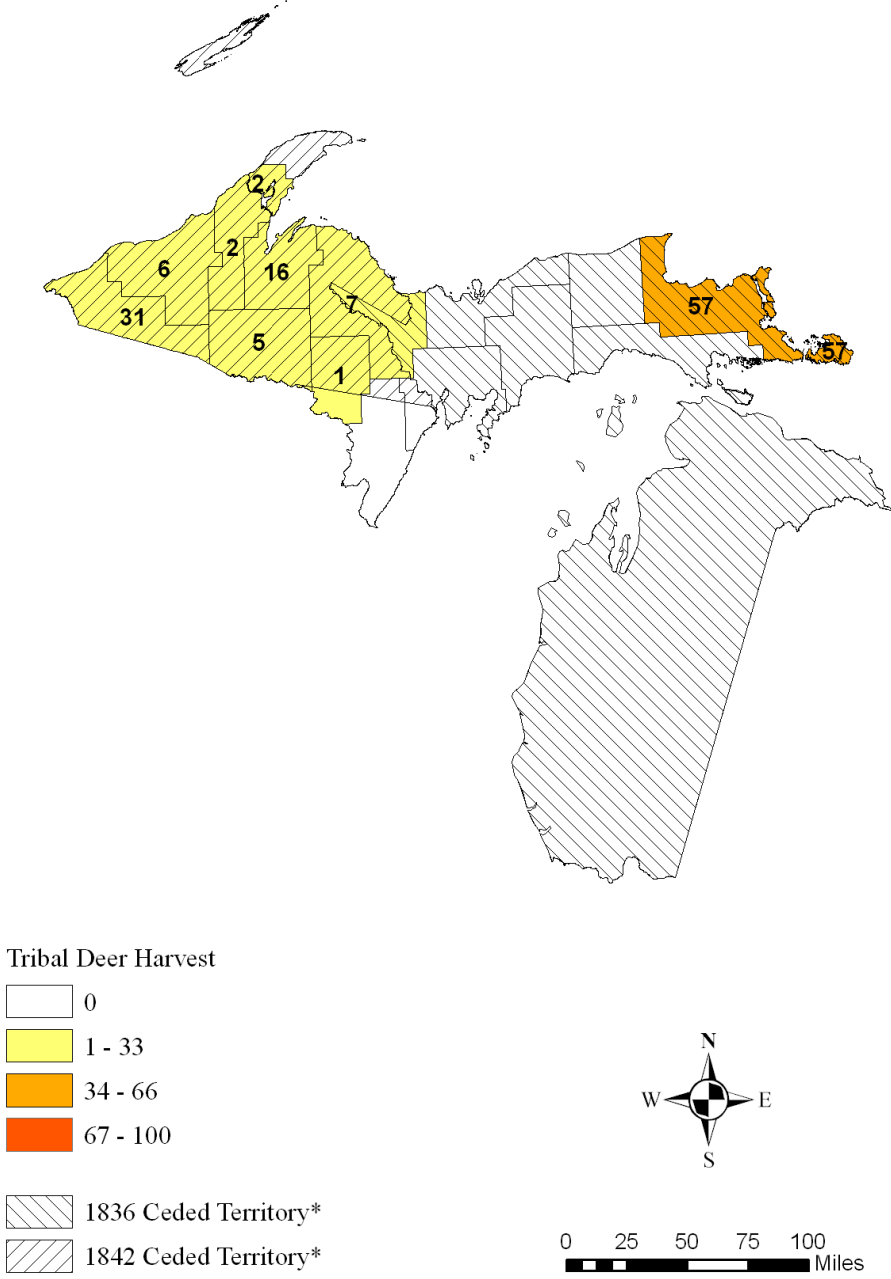 2
2
6
16
7
31
5
1
57
57
Tribal Deer Harvest
0
1 - 33
34 - 66
67 - 100
1836 Ceded Territory*
1842 Ceded Territory*
N
W E
S
0 25 50 75 100
Miles